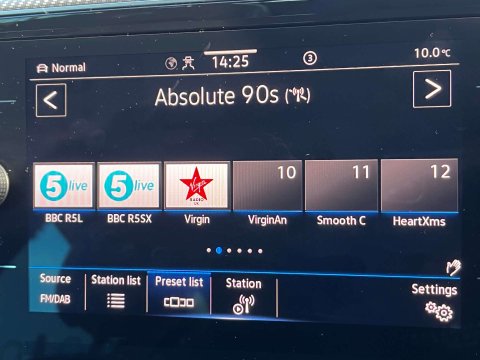 Normal
14:25
3
10.0°C
Absolute 90s
5 live
5 live
Virgin
RADIO
UK
10
11
12
BBC R5L
BBC R5SX
Virgin
VirginAn
Smooth C
HeartXms
Source
FM/DAB
Station list
Preset list
Station
Settings